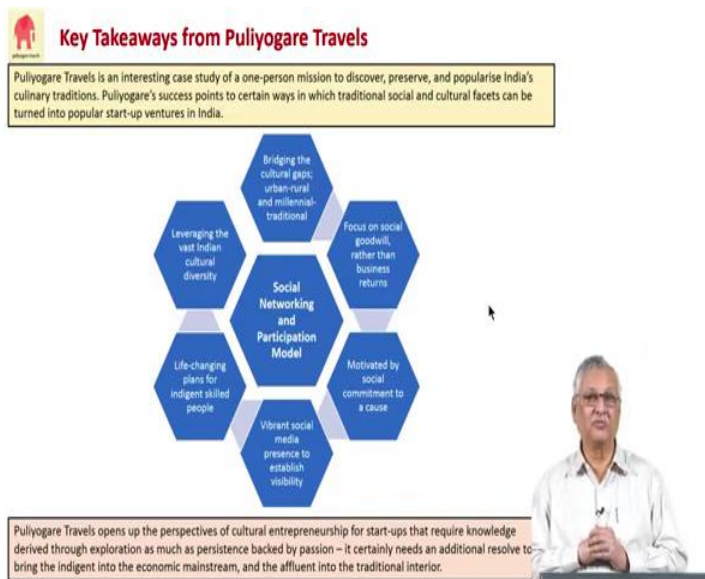 Key Takeaways from Puliyogare Travels
puliyogare travels
Puliyogare Travels is an interesting case study of a one-person mission to discover, preserve, and popularise India's
culinary traditions. Puliyogare's success points to certain ways in which traditional social and cultural facets can be
turned into popular start-up ventures in India.
Bridging the
cultural gaps;
urban-rural
and millennial-
traditional
Focus on social
goodwill,
rather than
business
returns
Motivated by
social
commitment to
a cause
Vibrant social
media
presence to
establish
visibility
Life-changing
plans for
indigent skilled
people
Leveraging the
vast Indian
cultural
diversity
Social
Networking
and
Participation
Model
Puliyogare Travels opens up the perspectives of cultural entrepreneurship for start-ups that require knowledge
derived through exploration as much as persistence backed by passion – it certainly needs an additional resolve to
bring the indigent into the economic mainstream, and the affluent into the traditional interior.